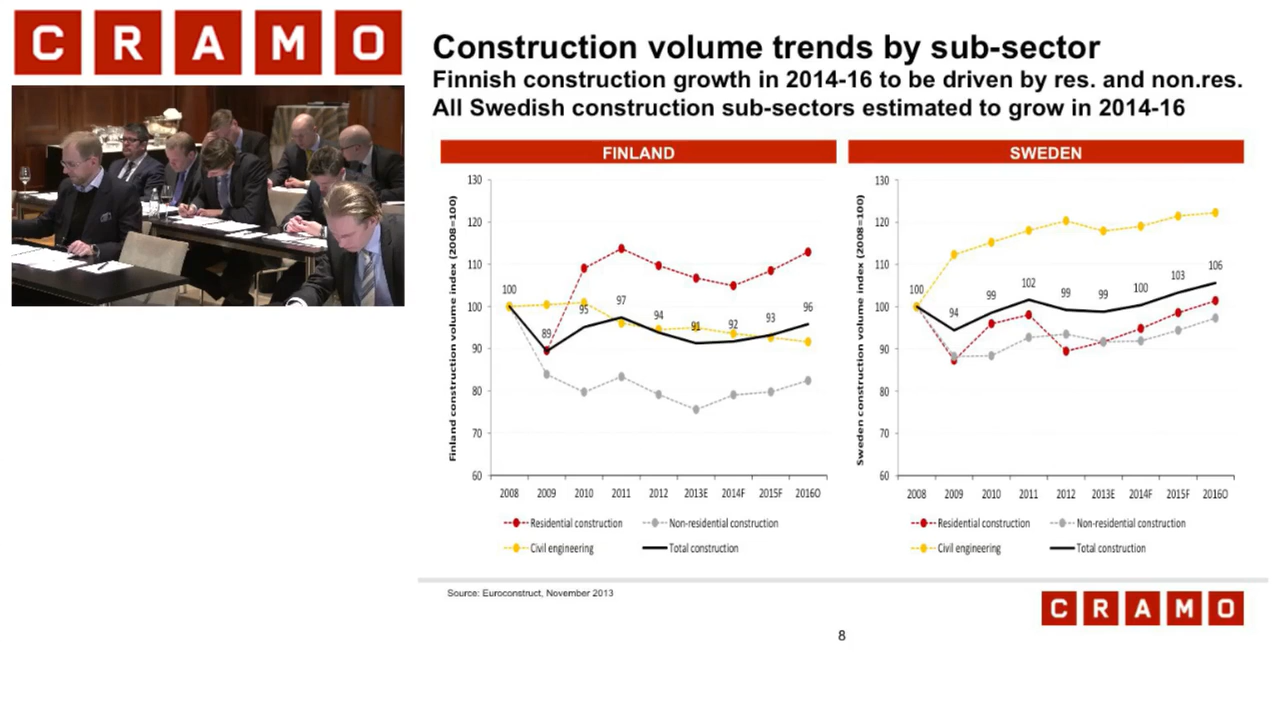 CRAMO
Construction volume trends by sub-sector
Finnish construction growth in 2014-16 to be driven by res. and non.res.
All Swedish construction sub-sectors estimated to grow in 2014-16
FINLAND
Finland construction volume index (2008=100)
130
120
110
100
90
80
70
60
100
89
95
97
94
91
92
93
96
2008 2009 2010 2011 2012 2013E 2014F 2015F 2016O
Residential construction Non-residential construction
Civil engineering Total construction
SWEDEN
Sweden construction volume index (2008=100)
130
120
110
100
90
80
70
60
100
94
99
102
99
99
100
103
106
2008 2009 2010 2011 2012 2013E 2014F 2015F 2016O
Residential construction Non-residential construction
Civil engineering Total construction
Source: Euroconstruct, November 2013
CRAMO
8